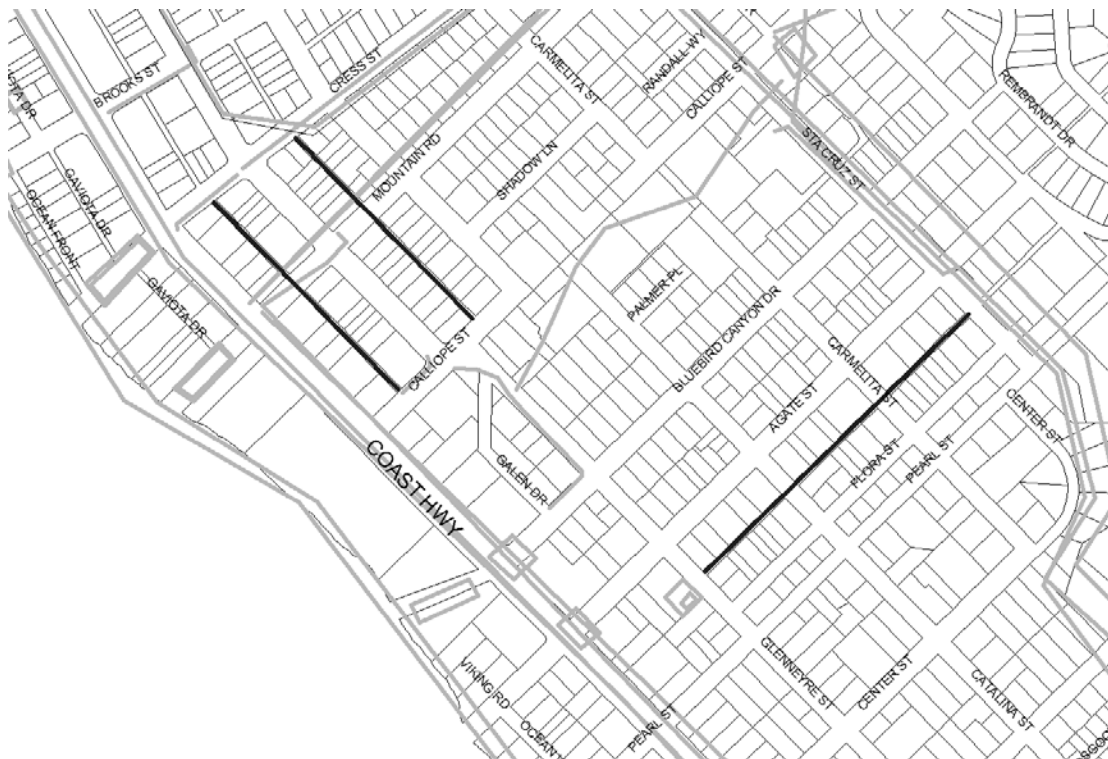 CARMELITA ST
RANDALL WY
CALLIOPE ST
BROOKS ST
CRESS ST
REMBRANDT DR
MOUNTAIN RD
SHADOW LN
STA CRUZ ST
GAVIOTA DR
OCEAN FRONT
GAVIOTA DR
PALMER PL
BLUEBIRD CANYON DR
CALLIOPE ST
CARMELITA ST
AGATE ST
CENTER ST
FLORA ST
PEARL ST
GALEN DR
COAST HWY
GLENNEYRE ST
CENTER ST
CATALINA ST
VIKING RD
PEARL ST